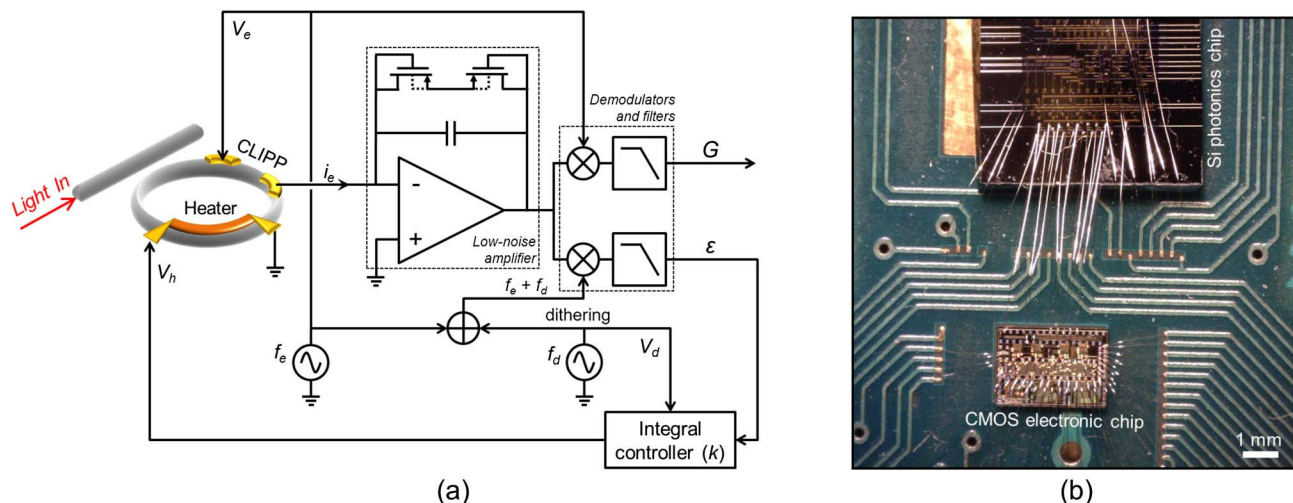 V_e
CLIPP
Light In
Heater
V_h
i_e
-
+
Low-noise
amplifier
Demodulators
and filters
G
ε
f_e + f_d
dithering
f_e
f_d
V_d
Integral
controller (k)
(a)
Si photonics chip
CMOS electronic chip
1 mm
(b)